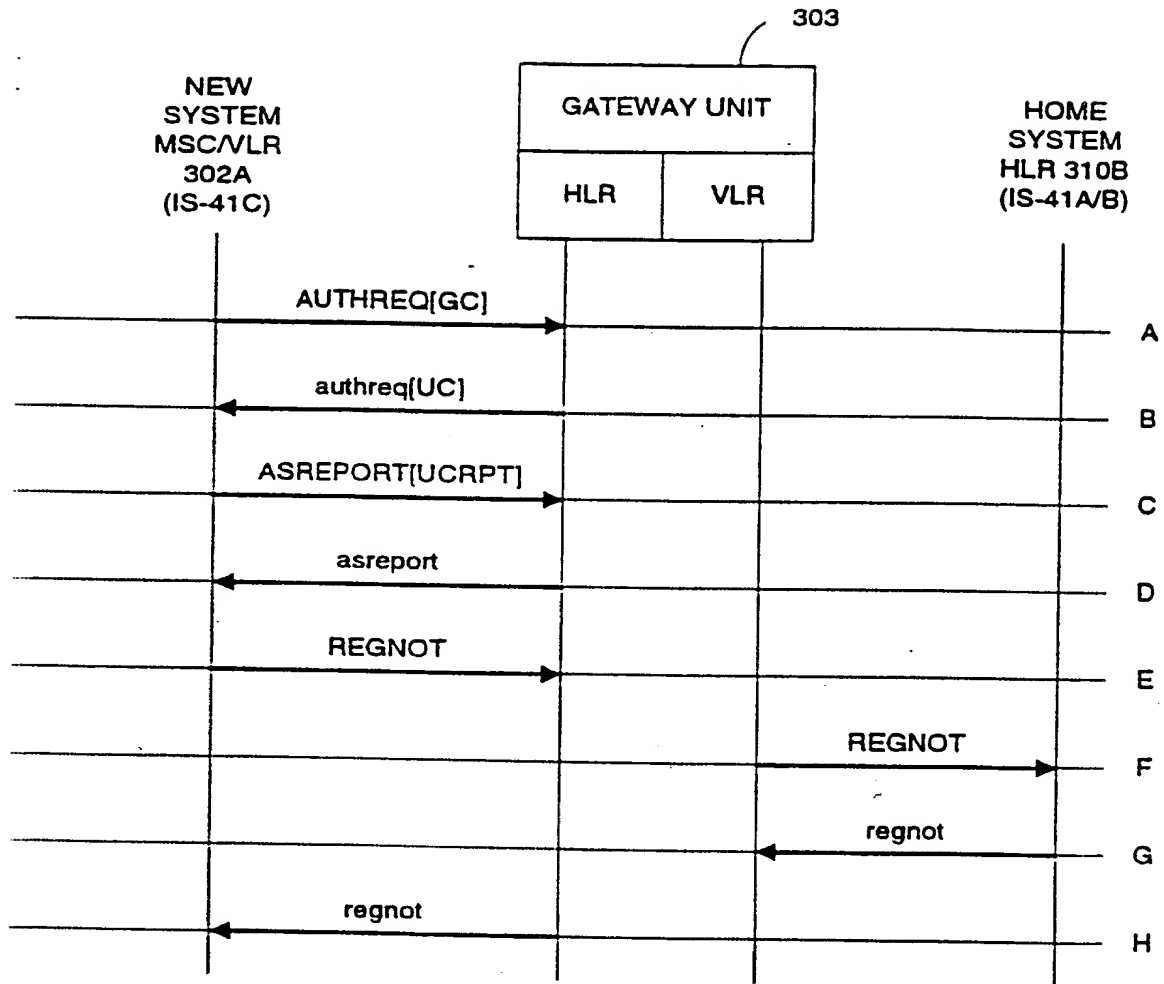 303
NEW
SYSTEM
MSC/VLR
302A
(IS-41C)
GATEWAY UNIT
HLR
VLR
HOME
SYSTEM
HLR 310B
(IS-41A/B)
AUTHREQ[GC]
A
authreq[UC]
B
ASREPORT[UCRPT]
C
asreport
D
REGNOT
E
REGNOT
F
regnot
G
regnot
H